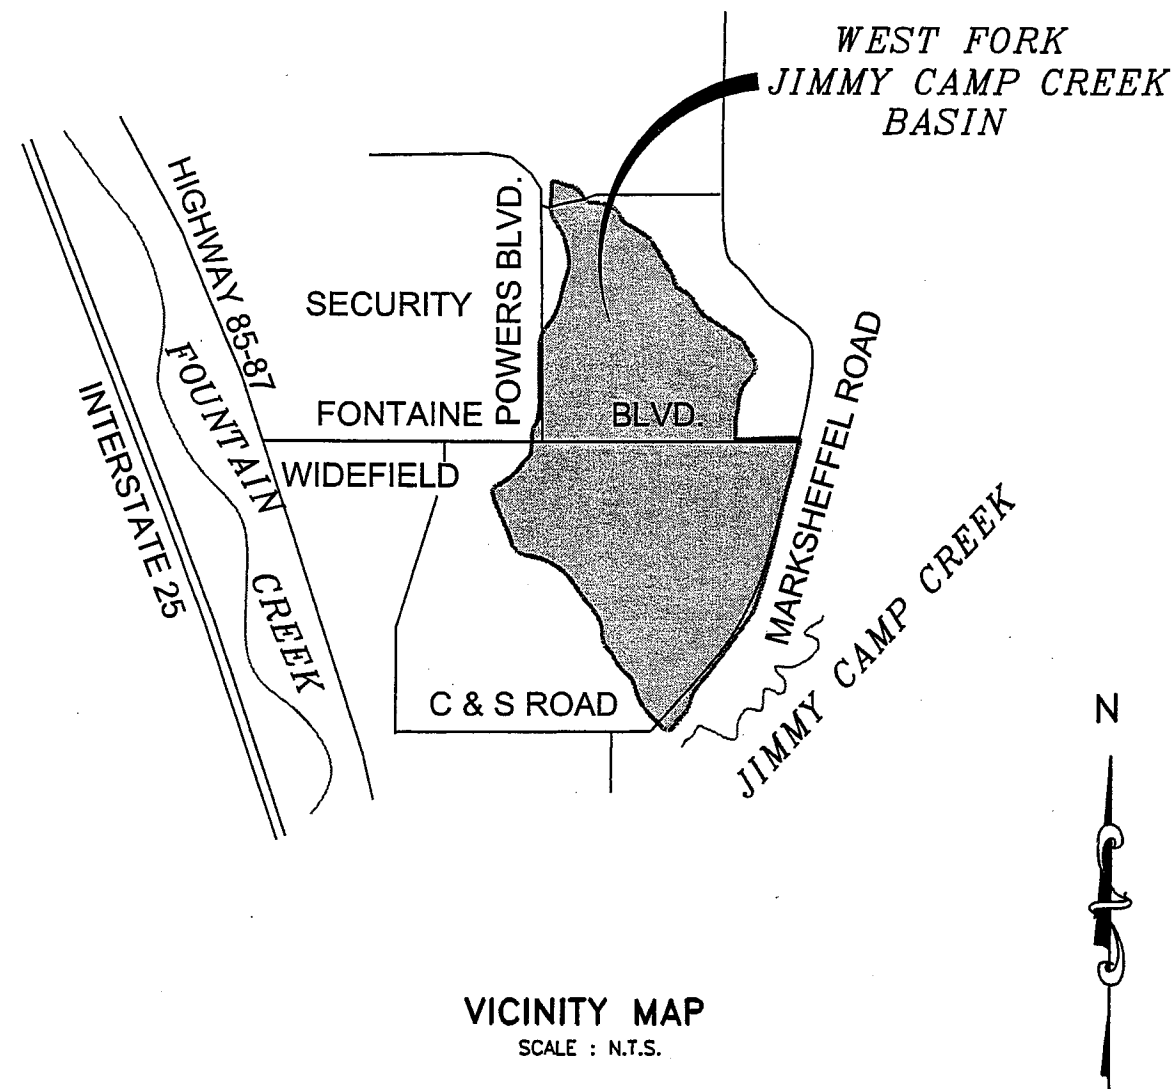 WEST FORK
JIMMY CAMP CREEK
BASIN
HIGHWAY 85-87
POWERS BLVD.
SECURITY
FOUNTAIN
CREEK
INTERSTATE 25
FONTAINE
BLVD.
WIDEFIELD
MARKSHEFFEL ROAD
JIMMY CAMP CREEK
C & S ROAD
N
VICINITY MAP
SCALE : N.T.S.